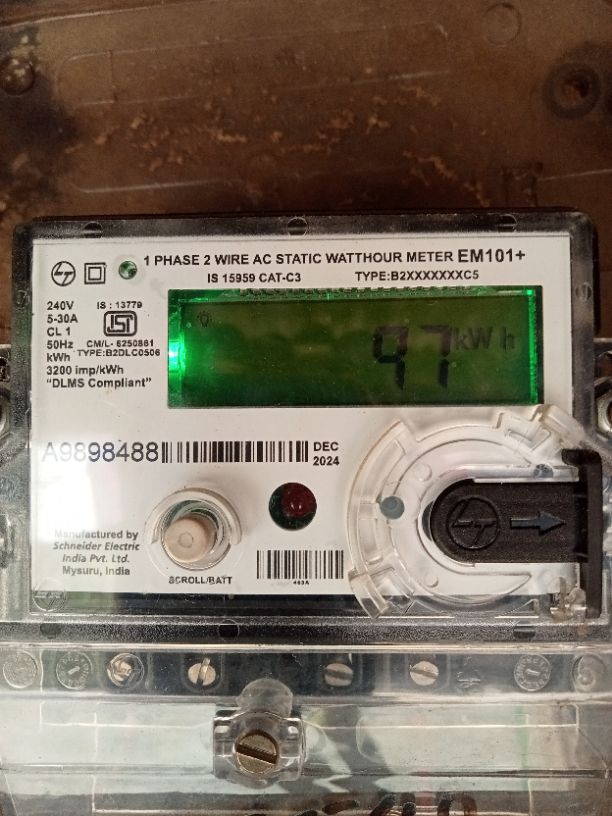 1 PHASE 2 WIRE AC STATIC WATTHOUR METER EM101+
IS 15959 CAT-C3 TYPE:B2XXXXXXXC5
240V IS : 13779
5-30A
CL 1
50Hz CM/L- 6250881
kWh TYPE:B2DLC0506
3200 imp/kWh
"DLMS Compliant"
97 kWh
A9898488
DEC
2024
Manufactured by
Schneider Electric
India Pvt. Ltd.
Mysuru, India
SCROLL/BATT